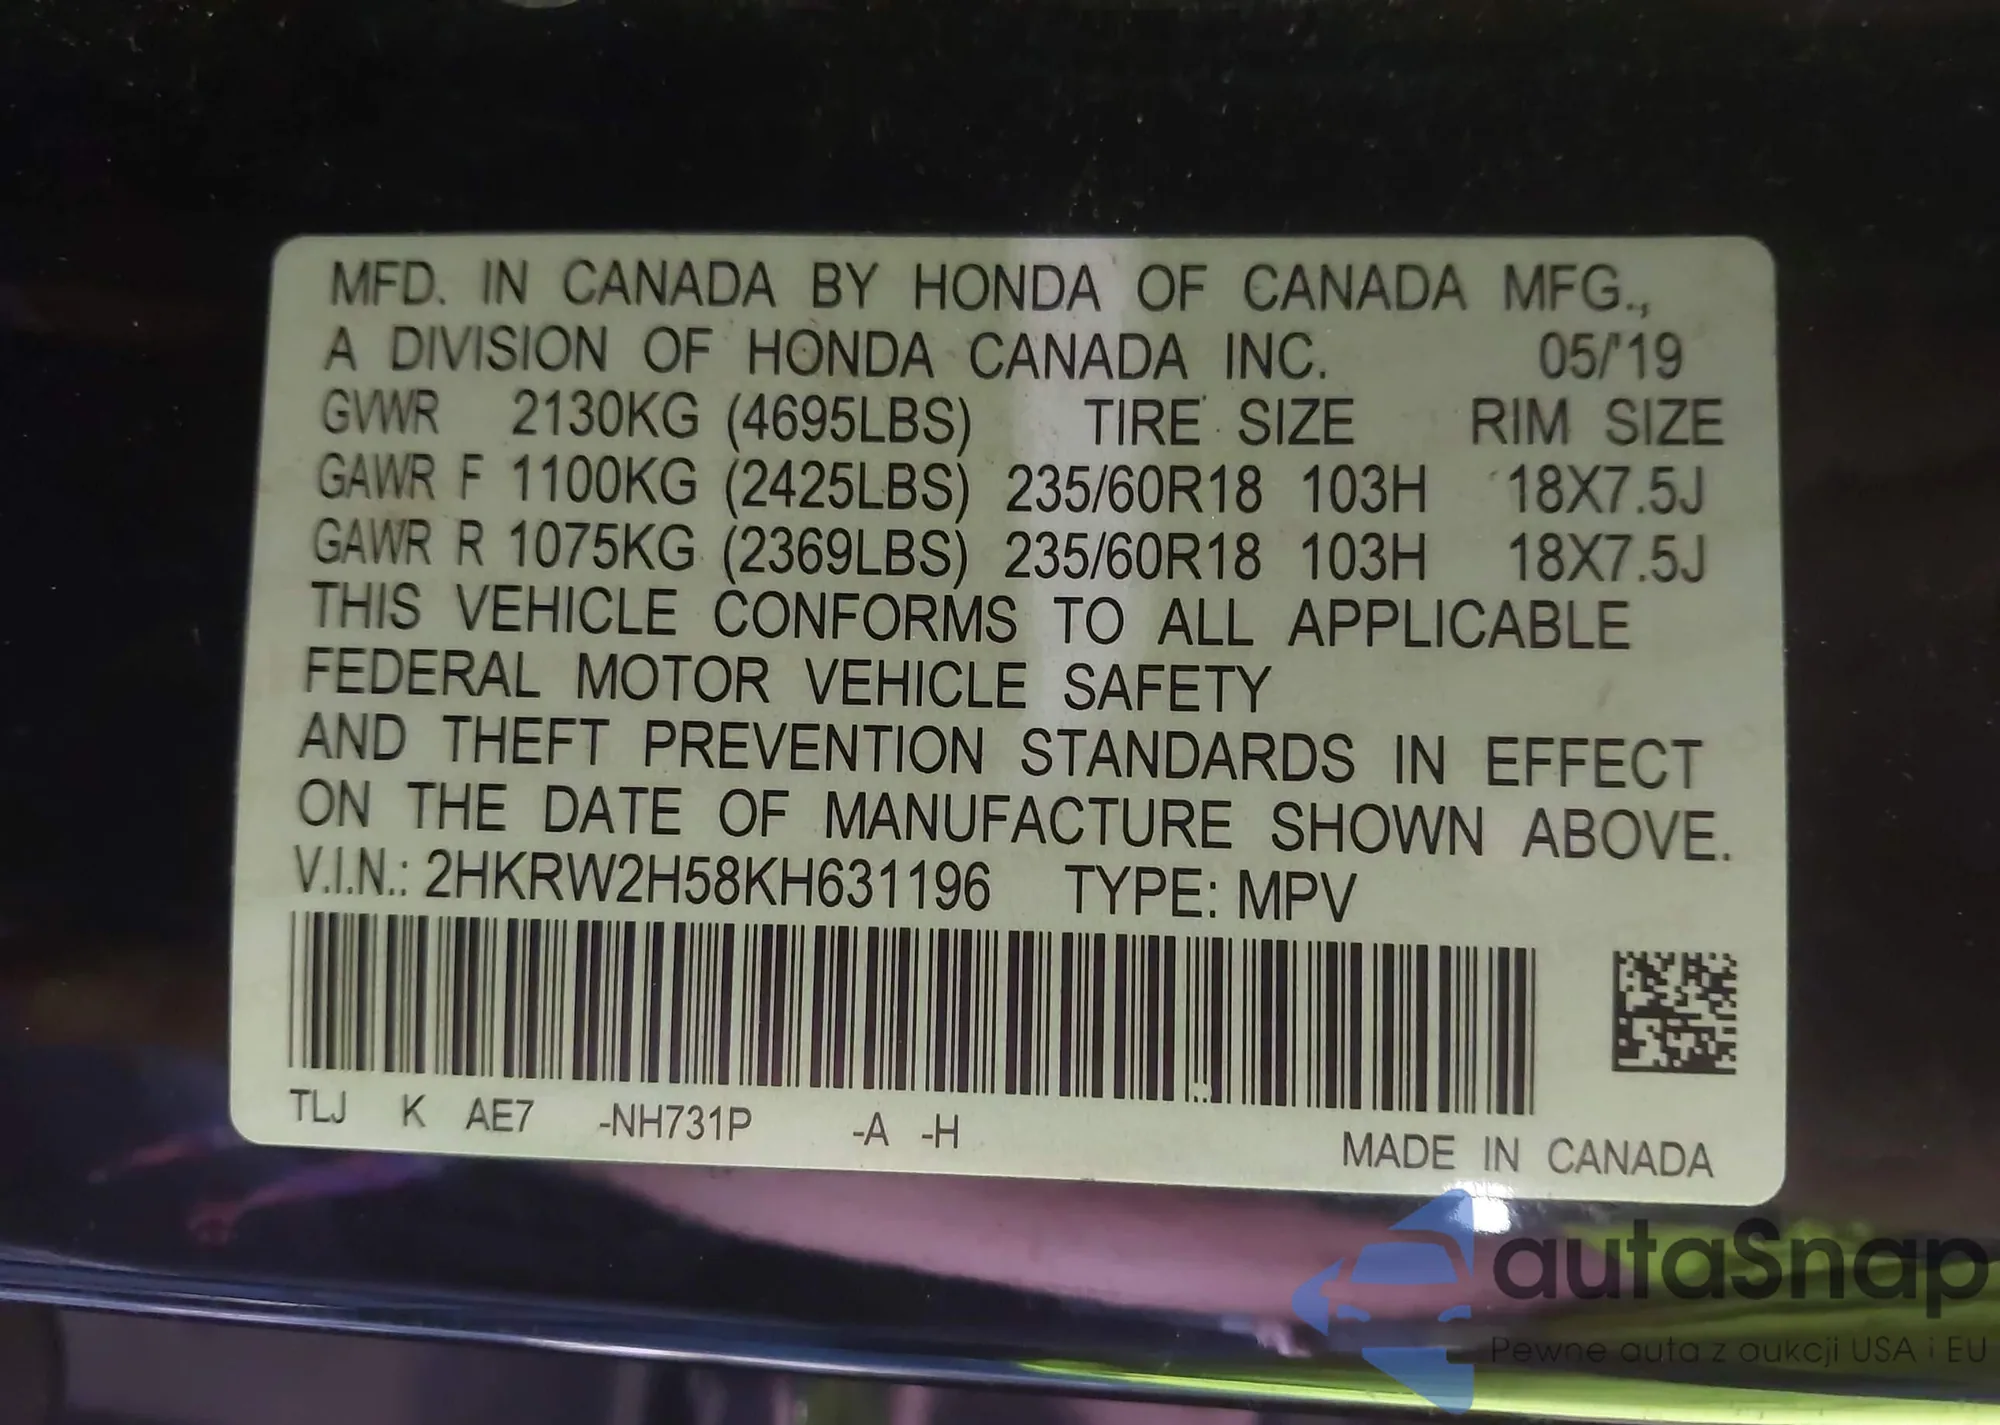 MFD. IN CANADA BY HONDA OF CANADA MFG.,
A DIVISION OF HONDA CANADA INC. 05/'19
GVWR 2130KG (4695LBS) TIRE SIZE RIM SIZE
GAWR F 1100KG (2425LBS) 235/60R18 103H 18X7.5J
GAWR R 1075KG (2369LBS) 235/60R18 103H 18X7.5J
THIS VEHICLE CONFORMS TO ALL APPLICABLE
FEDERAL MOTOR VEHICLE SAFETY
AND THEFT PREVENTION STANDARDS IN EFFECT
ON THE DATE OF MANUFACTURE SHOWN ABOVE.
V.I.N.: 2HKRW2H58KH631196 TYPE: MPV
TLJ K AE7 -NH731P -A -H
MADE IN CANADA
autaSnap
Pewne auta z aukcji USA i EU